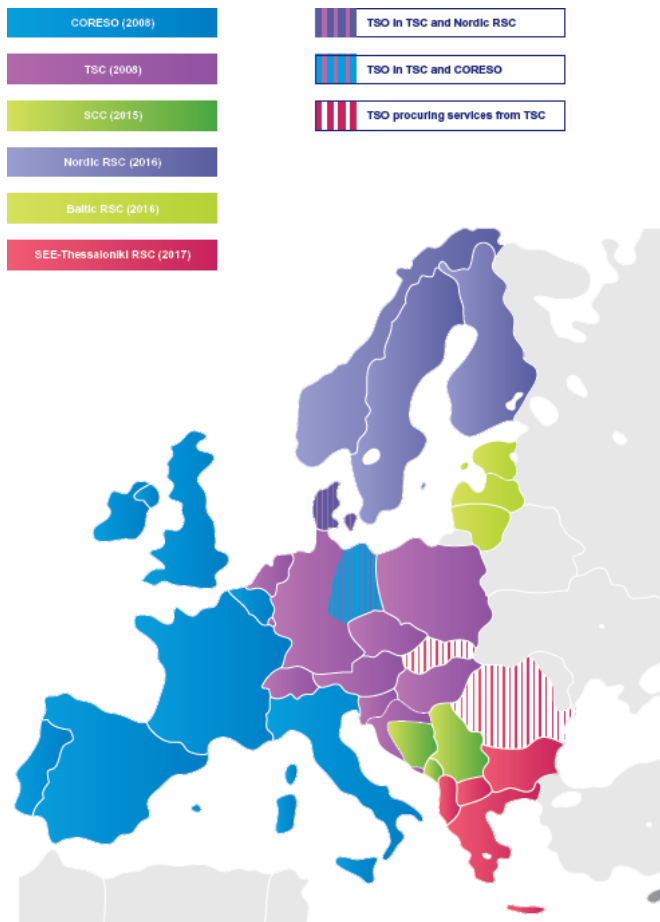 CORESO (2008)
TSC (2008)
SCC (2015)
Nordic RSC (2016)
Baltic RSC (2016)
SEE-Thessaloniki RSC (2017)
TSO in TSC and Nordic RSC
TSO in TSC and CORESO
TSO procuring services from TSC